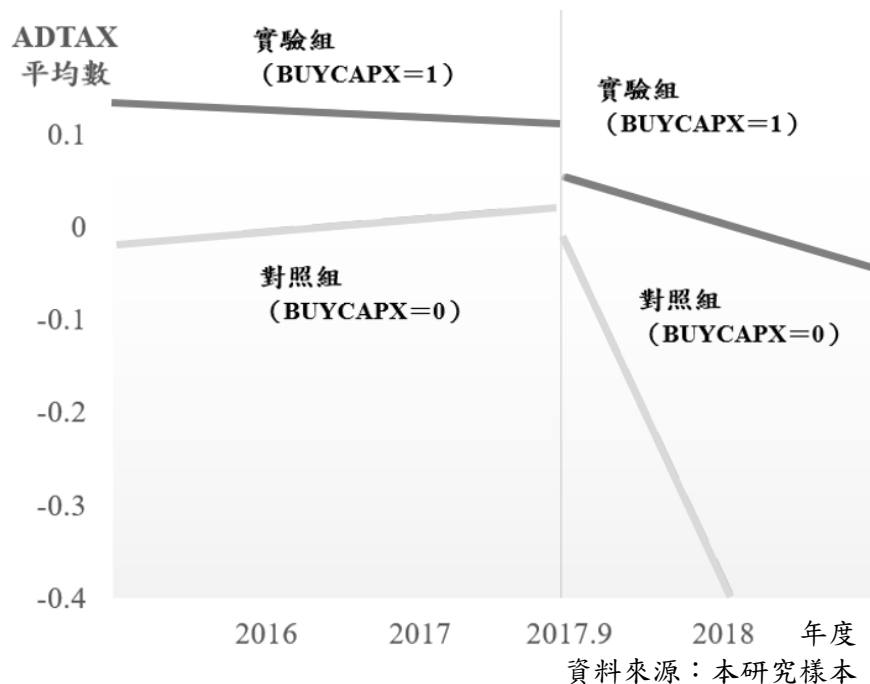 ADTAX
平均數
實驗組
（BUYCAPX＝1）
實驗組
（BUYCAPX＝1）
0.1
0
-0.1
-0.2
-0.3
-0.4
對照組
（BUYCAPX＝0）
對照組
（BUYCAPX＝0）
2016 2017 2017.9 2018 年度
資料來源：本研究樣本